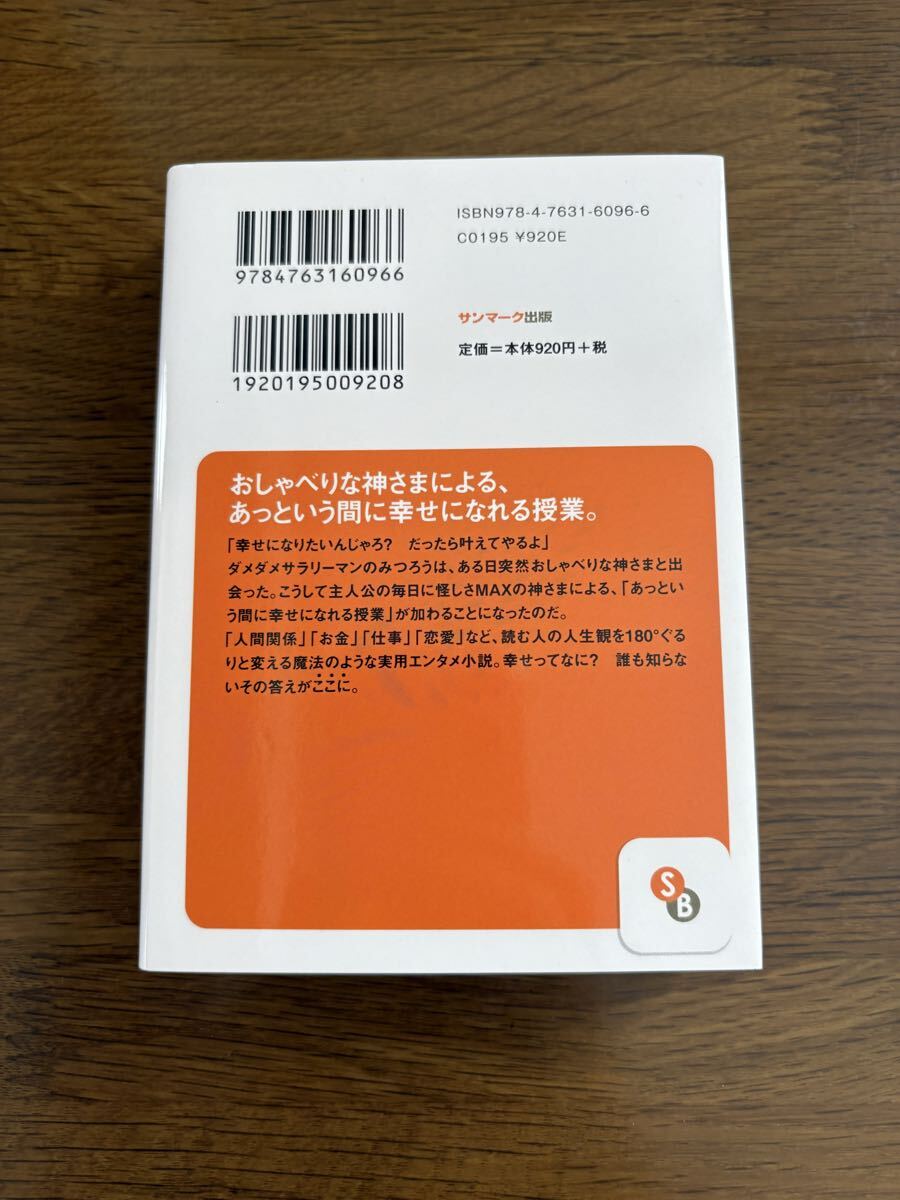 ISBN978-4-7631-6096-6
C0195 ¥920E
9784763160966
サンマーク出版
定価=本体920円+税
1920195009208
おしゃべりな神さまによる、
あっという間に幸せになれる授業。
「幸せになりたいんじゃろ？　だったら叶えてやるよ」
ダメダメサラリーマンのみつろうは、ある日突然おしゃべりな神さまと出
会った。こうして主人公の毎日に怪しさMAXの神さまによる、「あっとい
う間に幸せになれる授業」が加わることになったのだ。
「人間関係」「お金」「仕事」「恋愛」など、読む人の人生観を180°ぐる
りと変える魔法のような実用エンタメ小説。幸せってなに？　誰も知らな
いその答えがここに。
S
B